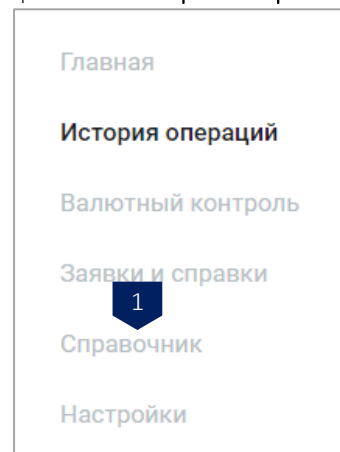 Главная
История операций
Валютный контроль
Заявки и справки
1
Справочник
Настройки